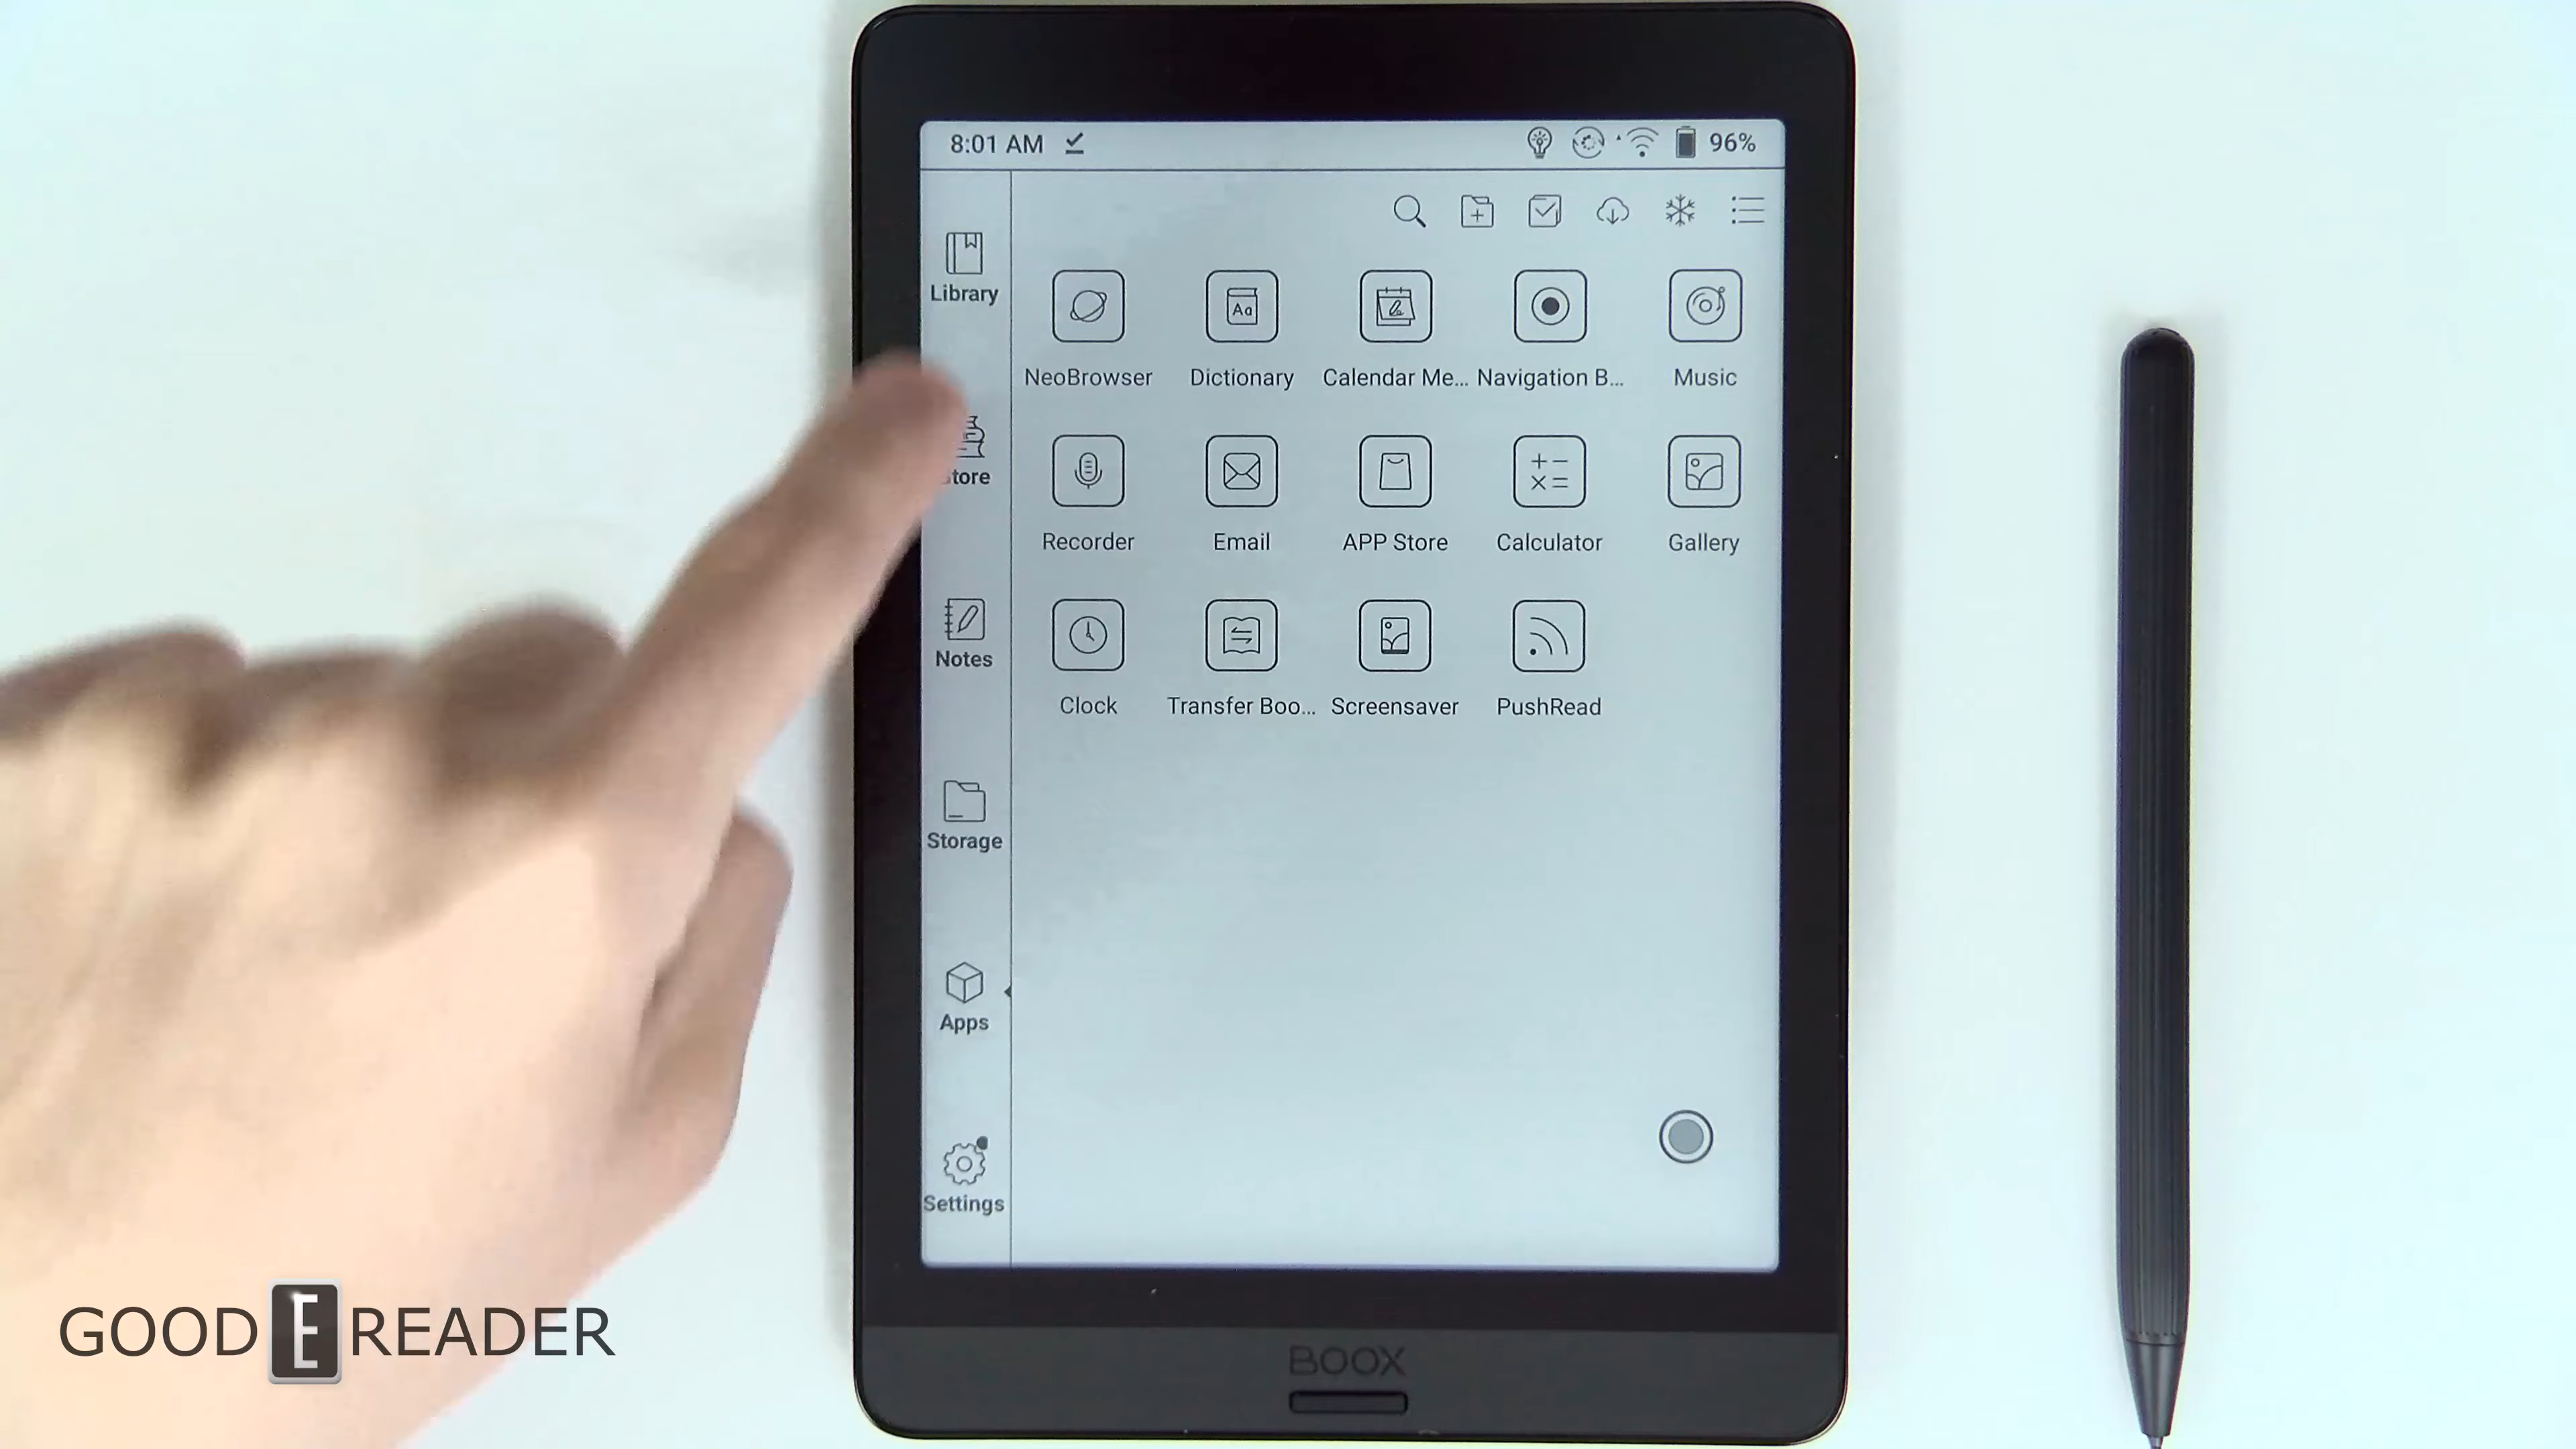 8:01 AM
96%
Library
NeoBrowser
Dictionary
Calendar Me...
Navigation B...
Music
Aa
tore
Recorder
Email
APP Store
Calculator
Gallery
Notes
Clock
Transfer Boo...
Screensaver
PushRead
Storage
Apps
Settings
GOOD E READER
BOOX